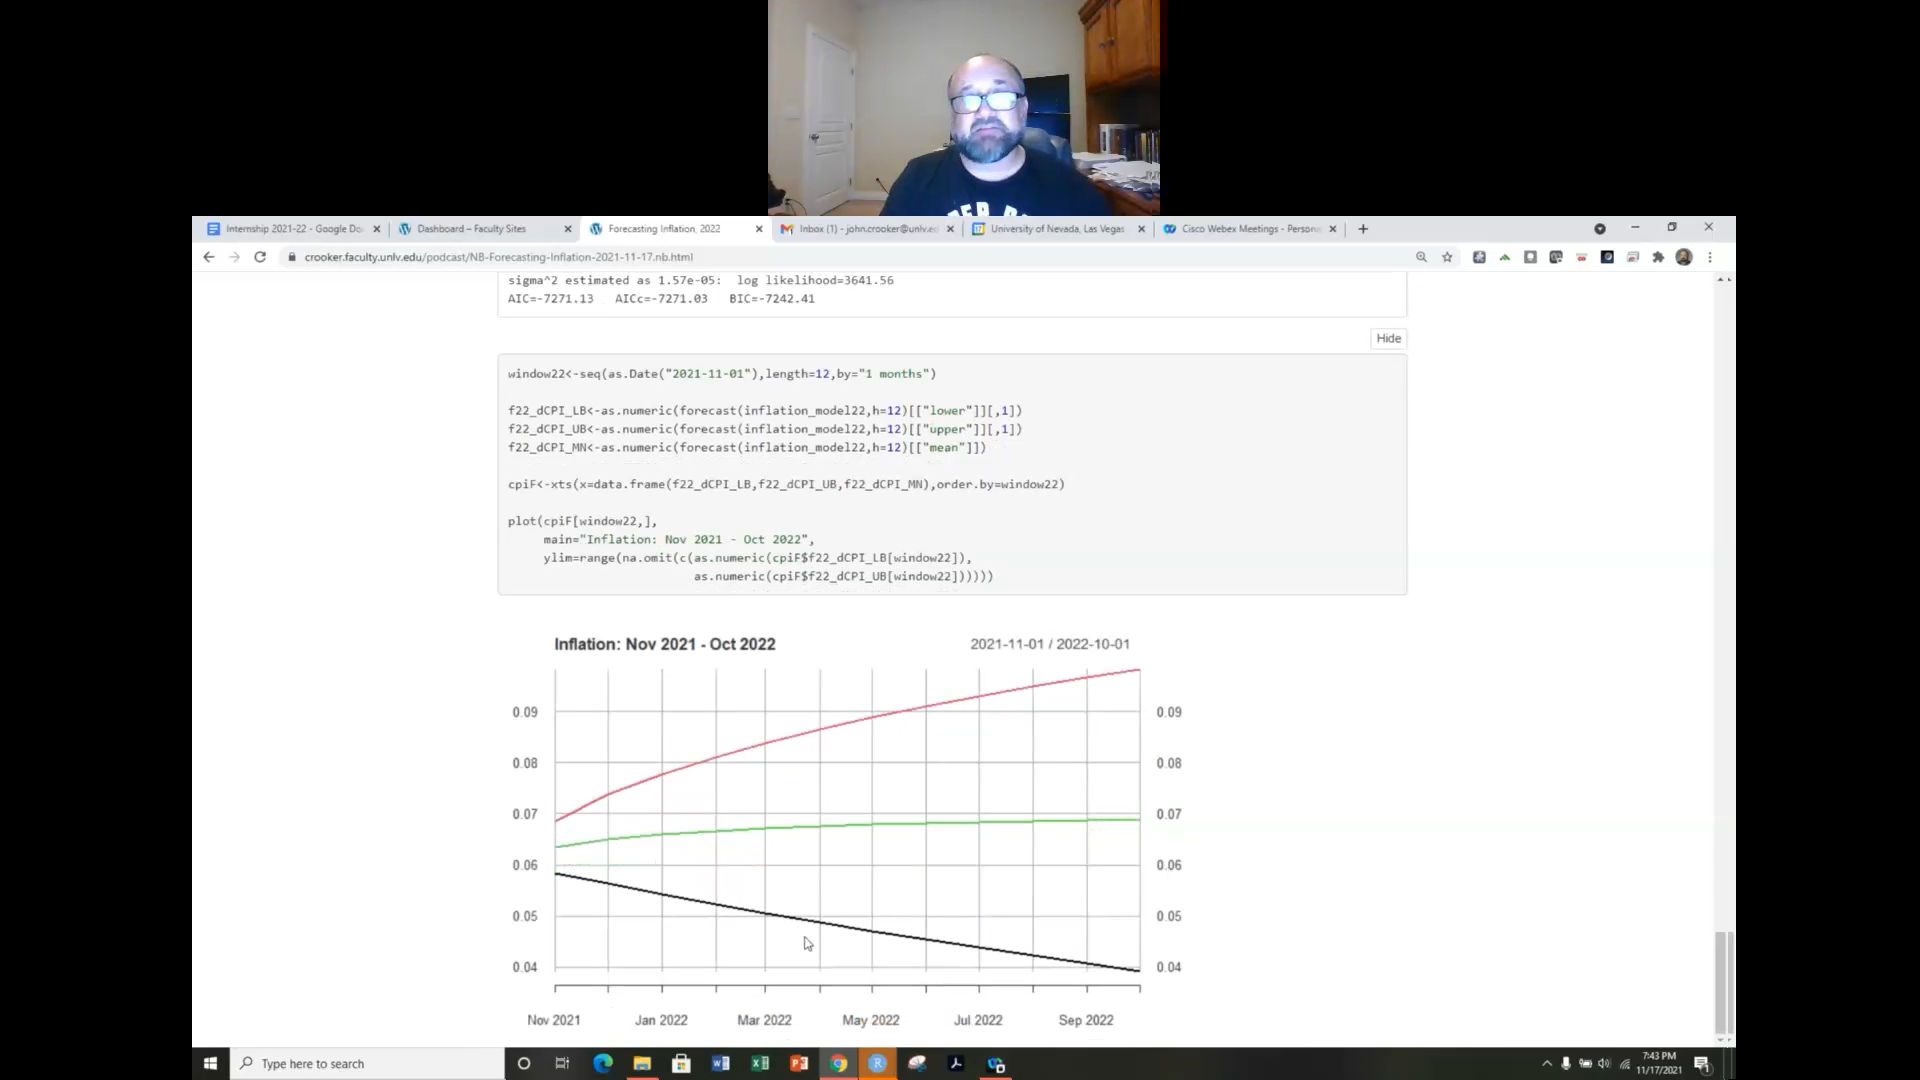 Internship 2021-22 - Google Do
Dashboard – Faculty Sites
Forecasting Inflation, 2022
Inbox (1) - john.crooker@unlv.e
University of Nevada, Las Vegas
Cisco Webex Meetings - Persona
crooker.faculty.unlv.edu/podcast/NB-Forecasting-Inflation-2021-11-17.nb.html
sigma^2 estimated as 1.57e-05:  log likelihood=3641.56
AIC=-7271.13   AICc=-7271.03   BIC=-7242.41
Hide
window22<-seq(as.Date("2021-11-01"),length=12,by="1 months")
f22_dCPI_LB<-as.numeric(forecast(inflation_model22,h=12)[["lower"]][,1])
f22_dCPI_UB<-as.numeric(forecast(inflation_model22,h=12)[["upper"]][,1])
f22_dCPI_MN<-as.numeric(forecast(inflation_model22,h=12)[["mean"]])
cpiF<-xts(x=data.frame(f22_dCPI_LB,f22_dCPI_UB,f22_dCPI_MN),order.by=window22)
plot(cpiF[window22,],
main="Inflation: Nov 2021 - Oct 2022",
ylim=range(na.omit(c(as.numeric(cpiF$f22_dCPI_LB[window22]),
as.numeric(cpiF$f22_dCPI_UB[window22])))))
Inflation: Nov 2021 - Oct 2022
2021-11-01 / 2022-10-01
0.09 0.09
0.08 0.08
0.07 0.07
0.06 0.06
0.05 0.05
0.04 0.04
Nov 2021 Jan 2022 Mar 2022 May 2022 Jul 2022 Sep 2022
Type here to search
7:43 PM
11/17/2021